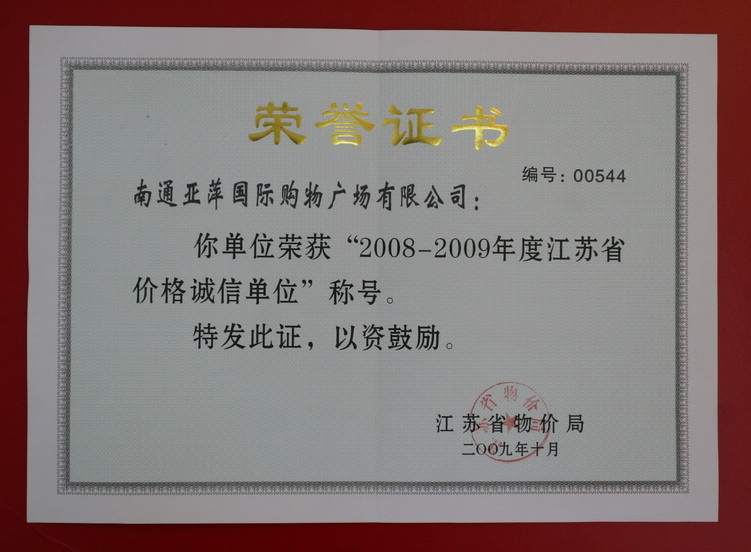 荣誉证书
编号：00544
南通亚萍国际购物广场有限公司：
你单位荣获“2008-2009年度江苏省
价格诚信单位”称号。
特发此证，以资鼓励。
江苏省物价局
二〇〇九年十月